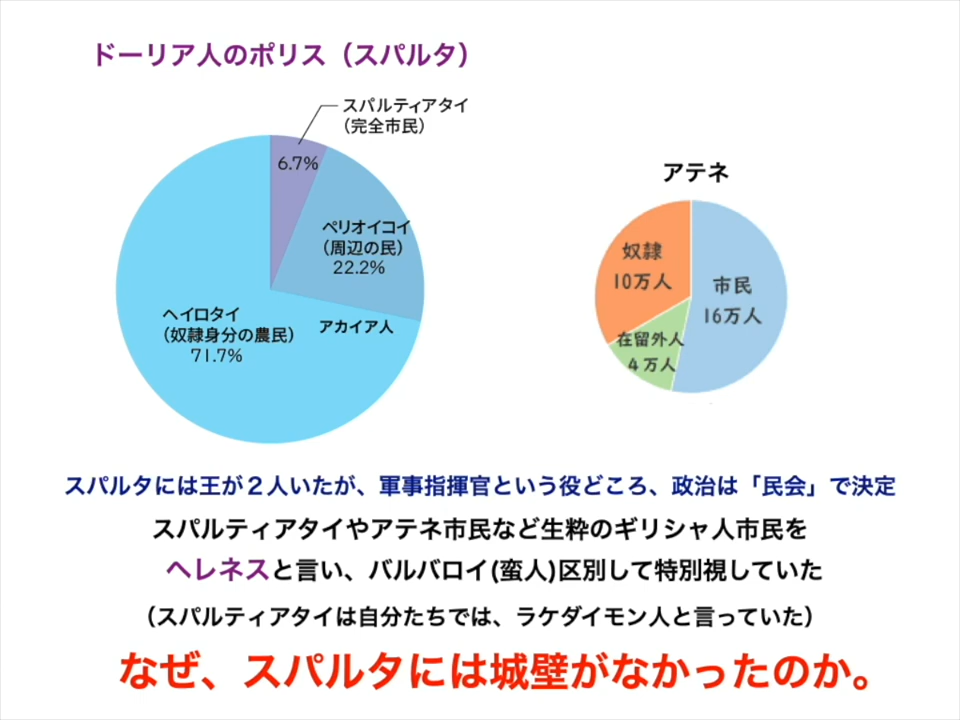 ドーリア人のポリス（スパルタ）
スパルティアタイ
（完全市民）
6.7%
ペリオイコイ
（周辺の民）
22.2%
アカイア人
ヘイロタイ
（奴隷身分の農民）
71.7%
アテネ
奴隷
10万人
市民
16万人
在留外人
4万人
スパルタには王が２人いたが、軍事指揮官という役どころ、政治は「民会」で決定
スパルティアタイやアテネ市民など生粋のギリシャ人市民を
ヘレネスと言い、バルバロイ(蛮人)区別して特別視していた
（スパルティアタイは自分たちでは、ラケダイモン人と言っていた）
なぜ、スパルタには城壁がなかったのか。